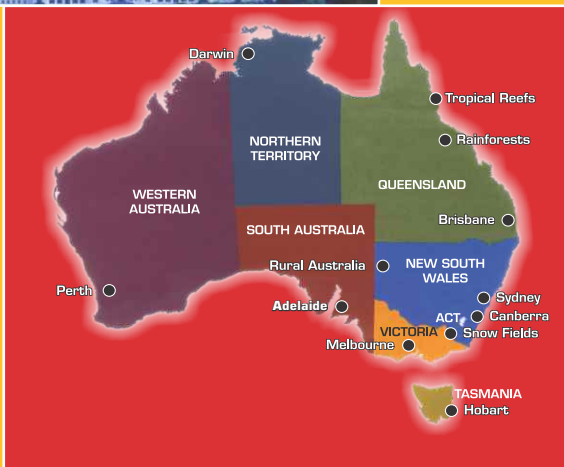 Darwin
Tropical Reefs
NORTHERN
TERRITORY
Rainforests
WESTERN
AUSTRALIA
QUEENSLAND
SOUTH AUSTRALIA
Brisbane
Rural Australia
NEW SOUTH
WALES
Perth
Adelaide
Sydney
ACT
Canberra
VICTORIA
Snow Fields
Melbourne
TASMANIA
Hobart